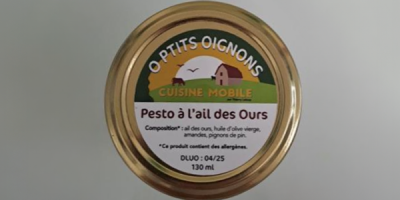 O PTITS OIGNONS
CUISINE MOBILE
Pesto à l'ail des Ours
Composition* : ail des ours, huile d'olive vierge,
amandes, pignons de pin.
*Ce produit contient des allergènes.
DLUO : 04/25
130 ml